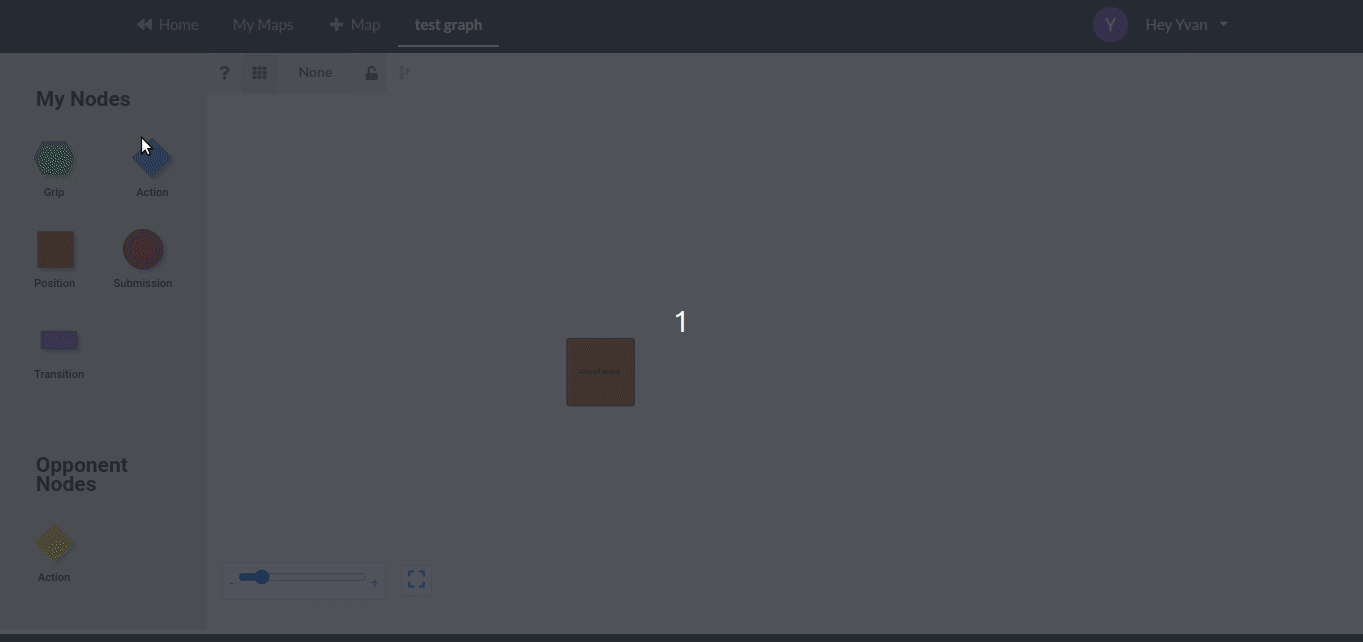 Home My Maps Map test graph Y Hey Yvan
? None
My Nodes
Grip Action
Position Submission
1
Transition
Opponent
Nodes
Action
- +